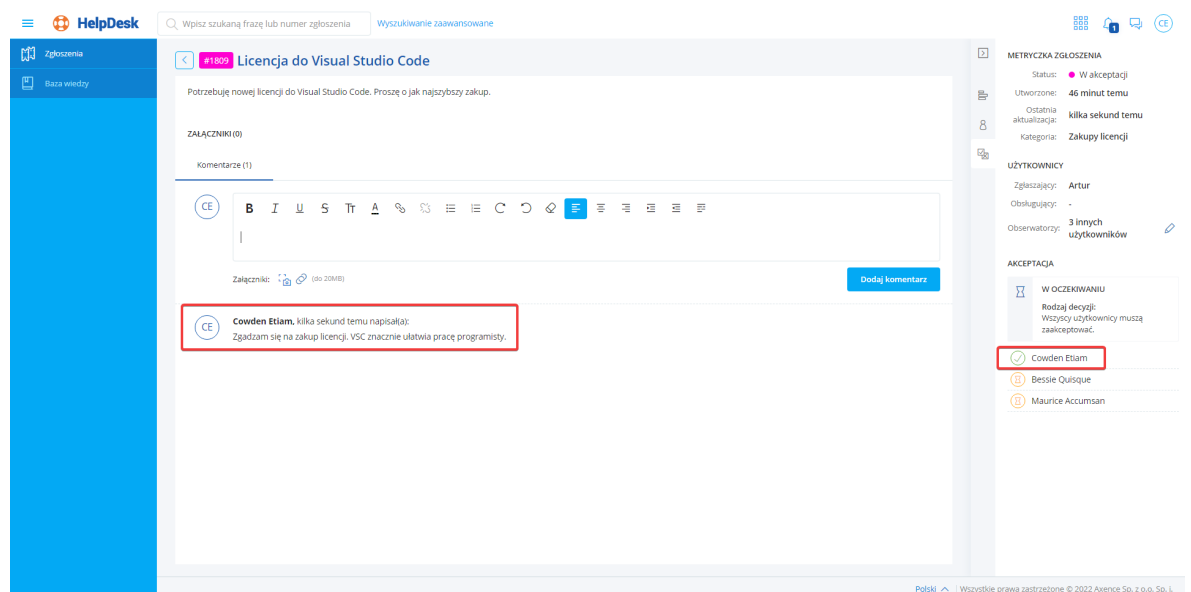 HelpDesk
Wpisz szukaną frazę lub numer zgłoszenia
Wyszukiwanie zaawansowane
1
CE
Zgłoszenia
Baza wiedzy
#1809 Licencja do Visual Studio Code
Potrzebuję nowej licencji do Visual Studio Code. Proszę o jak najszybszy zakup.
ZAŁĄCZNIKI (0)
Komentarze (1)
CE
B I U S Tт A
Załączniki: (do 20MB)
Dodaj komentarz
CE
Cowden Etiam, kilka sekund temu napisał(a):
Zgadzam się na zakup licencji. VSC znacznie ułatwia pracę programisty.
METRYCZKA ZGŁOSZENIA
Status: W akceptacji
Utworzone: 46 minut temu
Ostatnia aktualizacja: kilka sekund temu
Kategoria: Zakupy licencji
UŻYTKOWNICY
Zgłaszający: Artur
Obsługujący: -
Obserwatorzy: 3 innych użytkowników
AKCEPTACJA
W OCZEKIWANIU
Rodzaj decyzji:
Wszyscy użytkownicy muszą
zaakceptować.
Cowden Etiam
Bessie Quisque
Maurice Accumsan
Polski | Wszystkie prawa zastrzeżone © 2022 Axence Sp. z o.o. Sp. j.